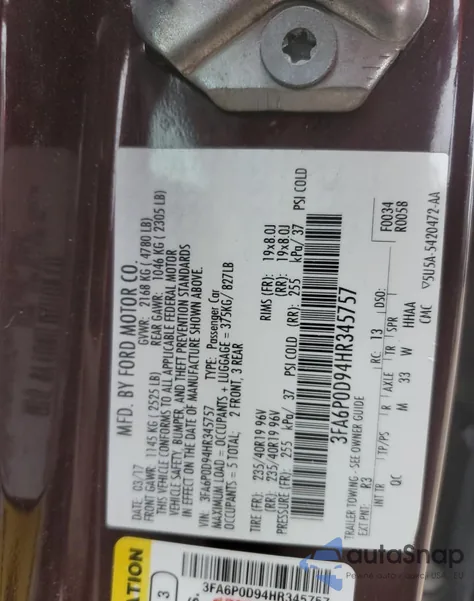 MFD. BY FORD MOTOR CO.
DATE: 03/17 GVWR: 2168 KG ( 4780 LB)
FRONT GAWR: 1145 KG (2525 LB) REAR GAWR: 1046 KG ( 2305 LB)
THIS VEHICLE CONFORMS TO ALL APPLICABLE FEDERAL MOTOR
VEHICLE SAFETY, BUMPER, AND THEFT PREVENTION STANDARDS
IN EFFECT ON THE DATE OF MANUFACTURE SHOWN ABOVE.
VIN: 3FA6P0D94HR345757 TYPE: Passenger Car
MAXIMUM LOAD = OCCUPANTS + LUGGAGE = 375KG/ 827LB
OCCUPANTS = 5 TOTAL; 2 FRONT, 3 REAR
TIRE (FR): 235/40R19 96V RIMS (FR): 19x8.0J
(RR): 235/40R19 96V (RR): 19x8.0J
PRESSURE (FR): 255 kPa/ 37 PSI COLD (RR): 255 kPa/ 37 PSI COLD
3FA6P0D94HR345757
F0034
R0058
TRAILER TOWING - SEE OWNER GUIDE
EXT PNT: R3 RC: 13 DSO:
INT TR TP/PS R AXLE TR SPR
QC M 33 W HHAA
CMC 5U5A-5420472-AA
ATION
3
3FA6P0D94HR345757
autoSnap